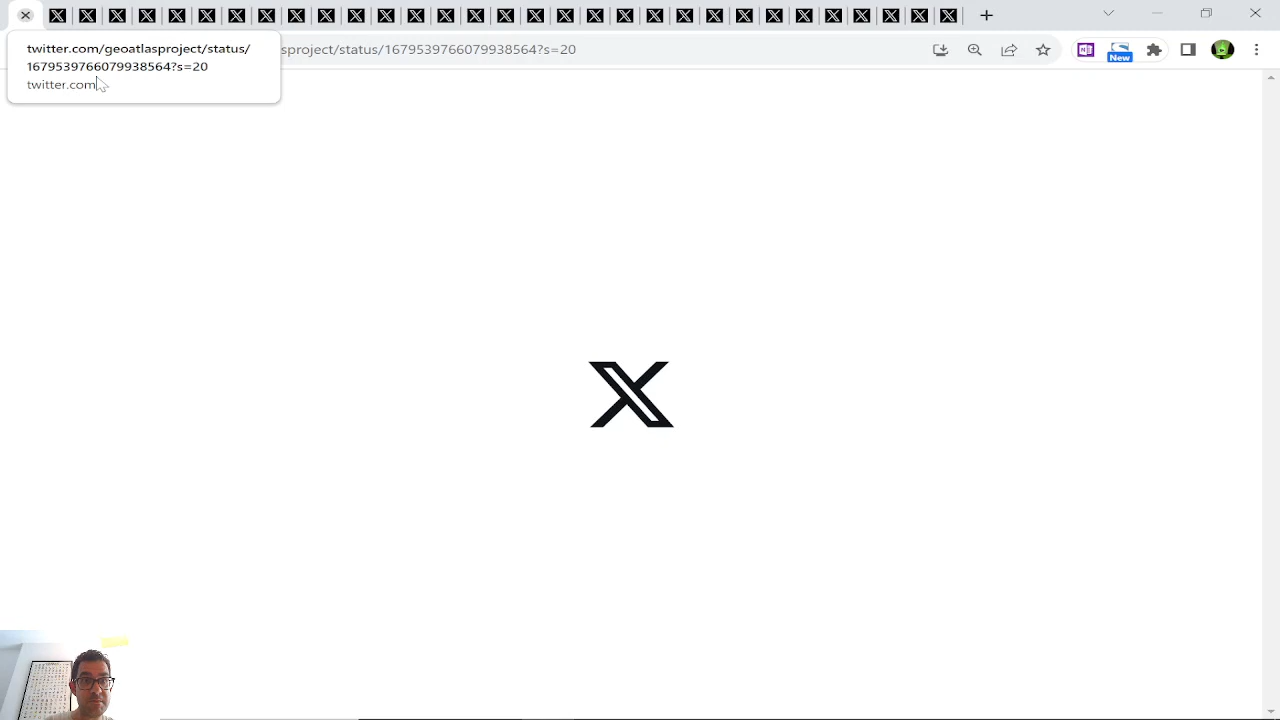 twitter.com/geoatlasproject/status/
1679539766079938564?s=20
twitter.com
sproject/status/1679539766079938564?s=20
New